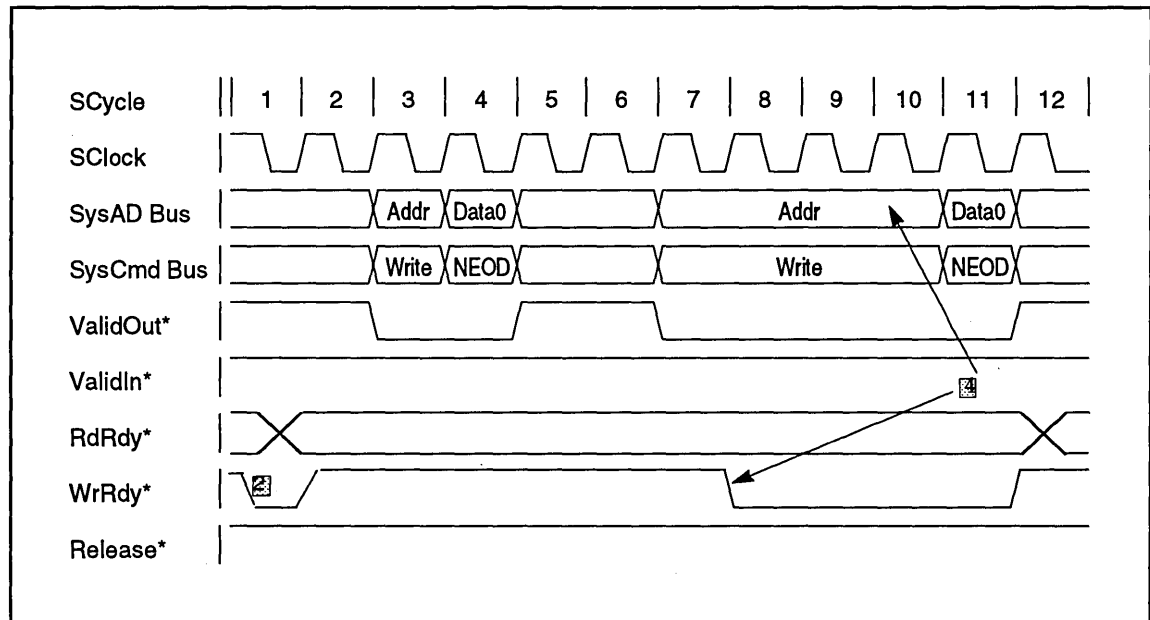 SCycle 1 2 3 4 5 6 7 8 9 10 11 12
SClock
SysAD Bus Addr Data0 Addr Data0
SysCmd Bus Write NEOD Write NEOD
ValidOut*
ValidIn*
4
RdRdy*
WrRdy* 2
Release*